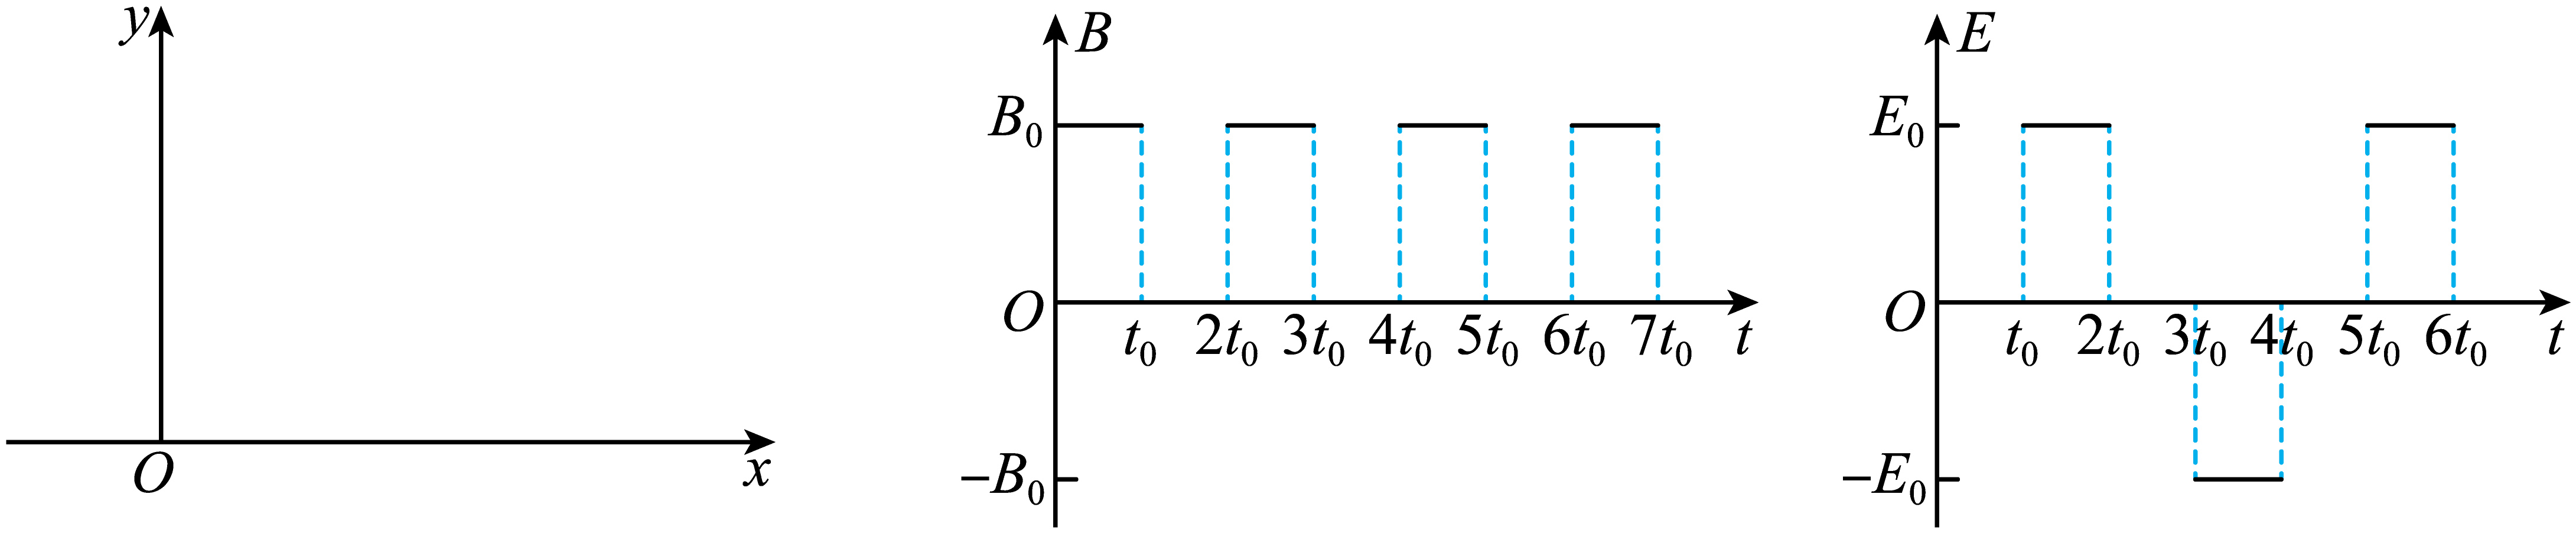 y
O
x
B
B₀
O
t₀ 2t₀ 3t₀ 4t₀ 5t₀ 6t₀ 7t₀ t
−B₀
E
E₀
O
t₀ 2t₀ 3t₀ 4t₀ 5t₀ 6t₀ t
−E₀